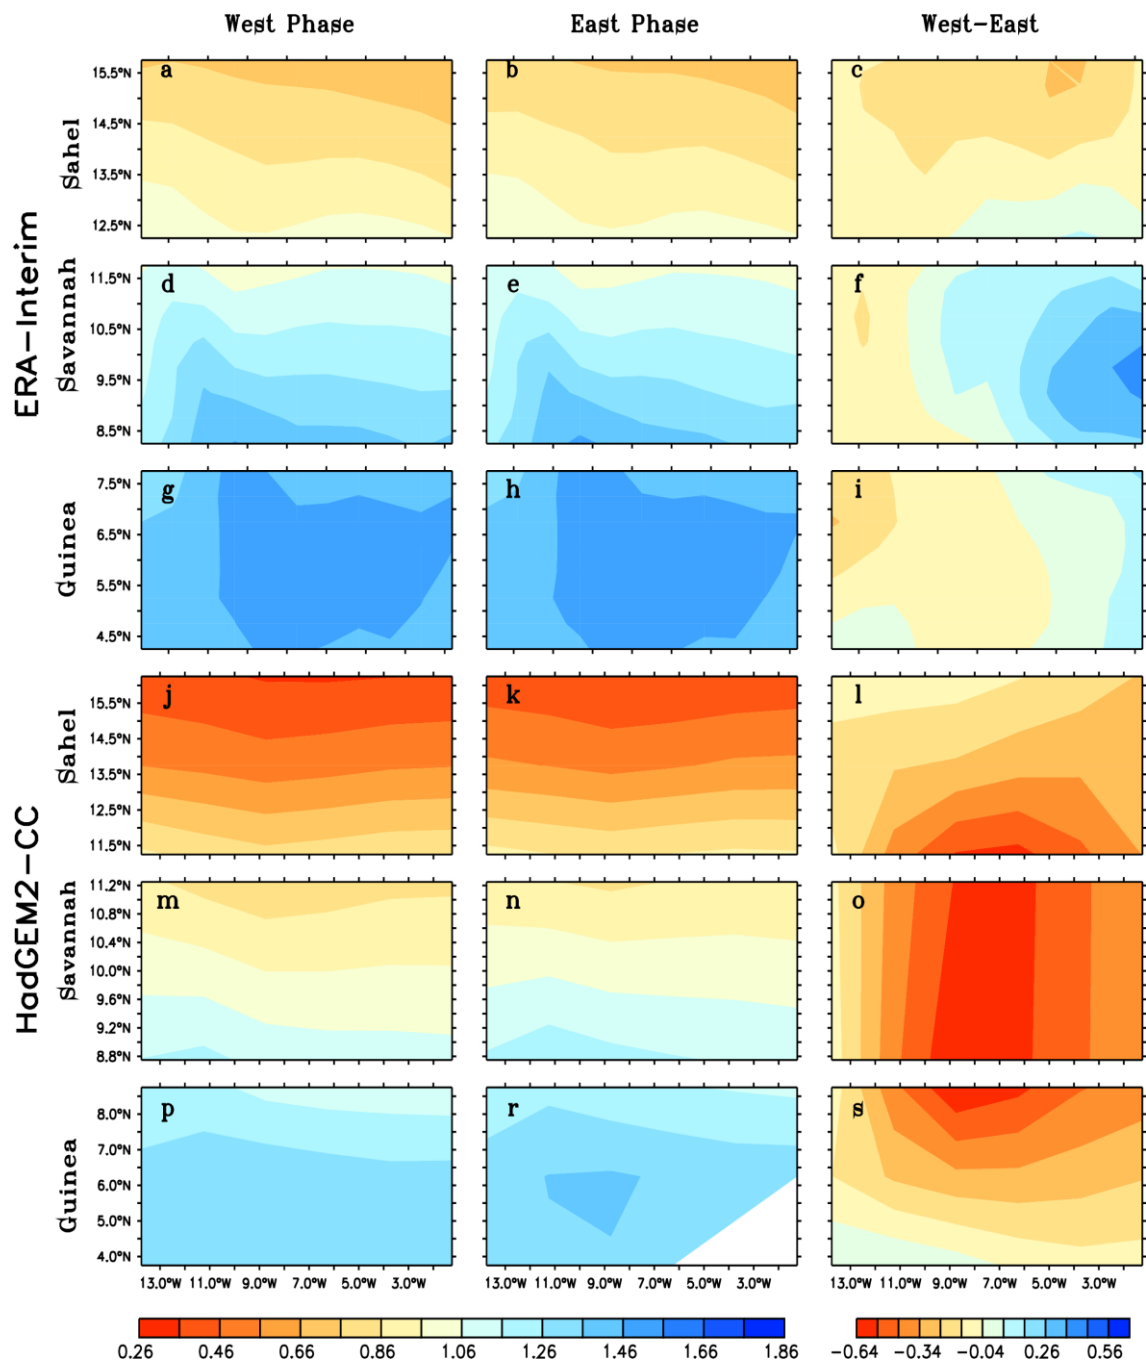 West Phase East Phase West-East
ERA-Interim
HadGEM2-CC
Sahel
15.5°N
14.5°N
13.5°N
12.5°N
a b c
Savannah
11.5°N
10.5°N
9.5°N
8.5°N
d e f
Guinea
7.5°N
6.5°N
5.5°N
4.5°N
g h i
Sahel
15.5°N
14.5°N
13.5°N
12.5°N
11.5°N
j k l
Savannah
11.2°N
10.8°N
10.4°N
10.0°N
9.6°N
9.2°N
8.8°N
m n o
Guinea
8.0°N
7.0°N
6.0°N
5.0°N
4.0°N
p r s
13.0°W 11.0°W 9.0°W 7.0°W 5.0°W 3.0°W 13.0°W 11.0°W 9.0°W 7.0°W 5.0°W 3.0°W 13.0°W 11.0°W 9.0°W 7.0°W 5.0°W 3.0°W
0.26 0.46 0.66 0.86 1.06 1.26 1.46 1.66 1.86 -0.64 -0.34 -0.04 0.26 0.56